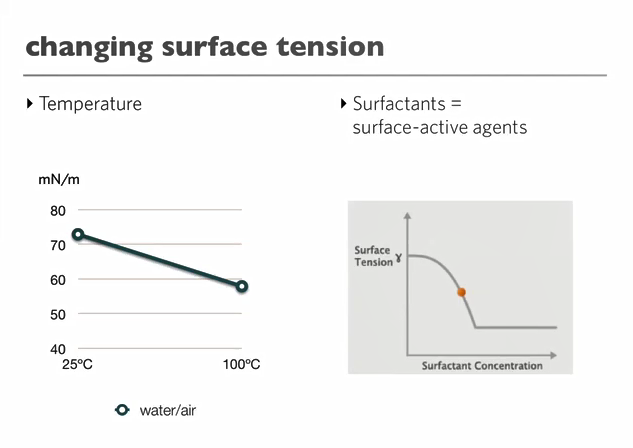 changing surface tension
Temperature
Surfactants =
surface-active agents
mN/m
80
70
60
50
40
25ºC
100ºC
water/air
Surface
Tension γ
Surfactant Concentration